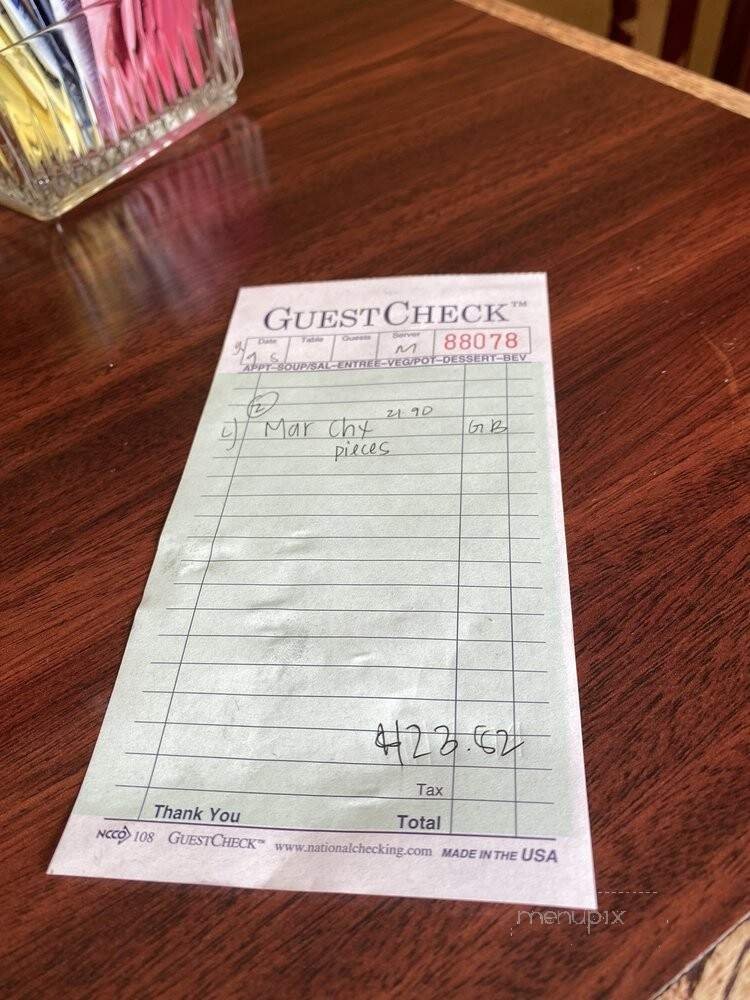 GUESTCHECK™
Date Table Guests Server 88078
M
APPT-SOUP/SAL-ENTREE-VEG/POT-DESSERT-BEV
2
L) Mar Chx 21.90 GB
pieces
$23.52
Tax
Thank You Total
NCCO 108 GUESTCHECK™ www.nationalchecking.com MADE IN THE USA
menupix